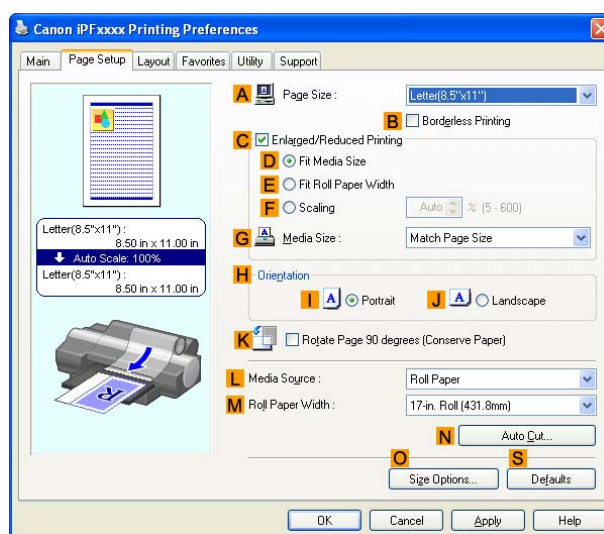 Canon iPFxxxx Printing Preferences
Main Page Setup Layout Favorites Utility Support
A Page Size : Letter(8.5"x11")
B Borderless Printing
C Enlarged/Reduced Printing
D Fit Media Size
E Fit Roll Paper Width
F Scaling Auto % (5 - 600)
G Media Size : Match Page Size
Letter(8.5"x11") :
8.50 in x 11.00 in
Auto Scale: 100%
Letter(8.5"x11") :
8.50 in x 11.00 in
H Orientation
I A Portrait J A Landscape
K Rotate Page 90 degrees (Conserve Paper)
R
L Media Source : Roll Paper
M Roll Paper Width : 17-in. Roll (431.8mm)
N Auto Cut...
O S
Size Options... Defaults
OK Cancel Apply Help